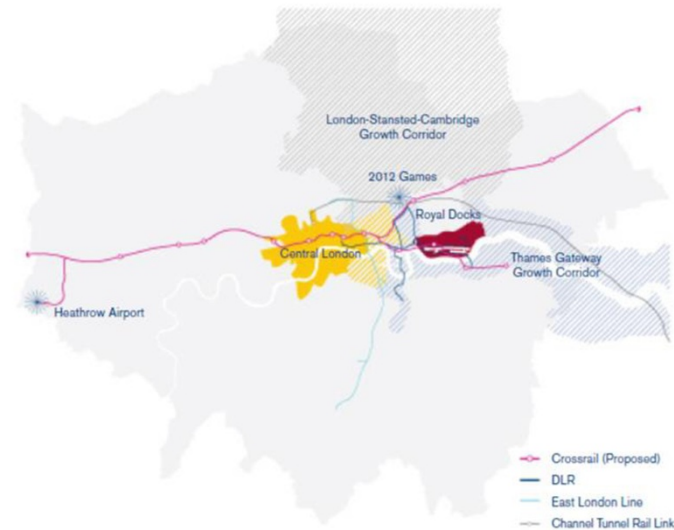 London-Stansted-Cambridge
Growth Corridor
2012 Games
Royal Docks
Central London
Thames Gateway
Growth Corridor
Heathrow Airport
Crossrail (Proposed)
DLR
East London Line
Channel Tunnel Rail Link